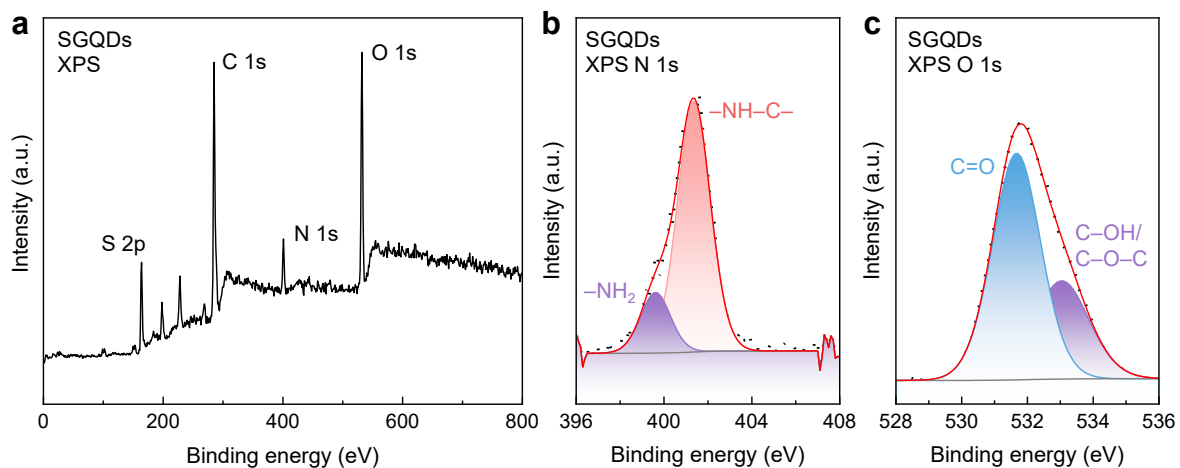 a
SGQDs
XPS
C 1s
O 1s
S 2p
N 1s
Intensity (a.u.)
0
200
400
600
800
Binding energy (eV)
b
SGQDs
XPS N 1s
–NH–C–
–NH₂
Intensity (a.u.)
396
400
404
408
Binding energy (eV)
c
SGQDs
XPS O 1s
C=O
C–OH/
C–O–C
Intensity (a.u.)
528
530
532
534
536
Binding energy (eV)